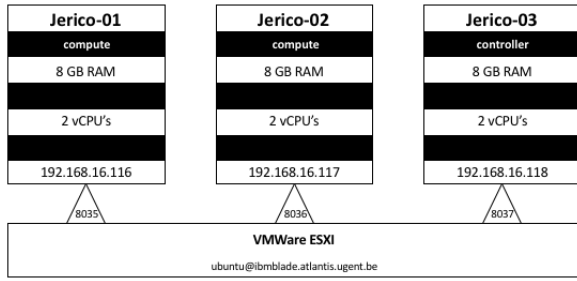 Jerico-01
compute
8 GB RAM
2 vCPU's
192.168.16.116
8035
Jerico-02
compute
8 GB RAM
2 vCPU's
192.168.16.117
8036
Jerico-03
controller
8 GB RAM
2 vCPU's
192.168.16.118
8037
VMWare ESXI
ubuntu@ibmblade.atlantis.ugent.be